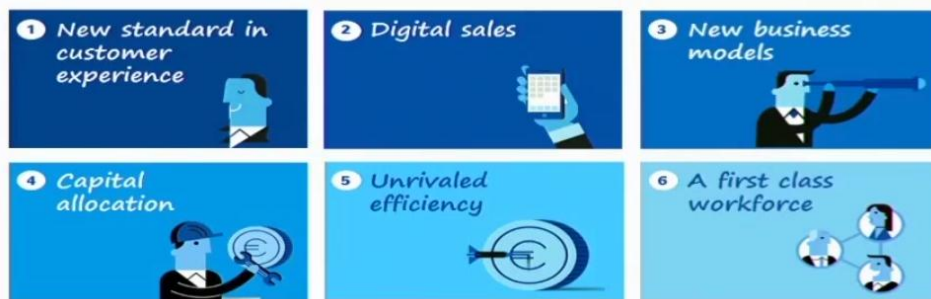 1 New standard in
customer
experience
2 Digital sales
3 New business
models
4 Capital
allocation
€
5 Unrivaled
efficiency
€
6 A first class
workforce